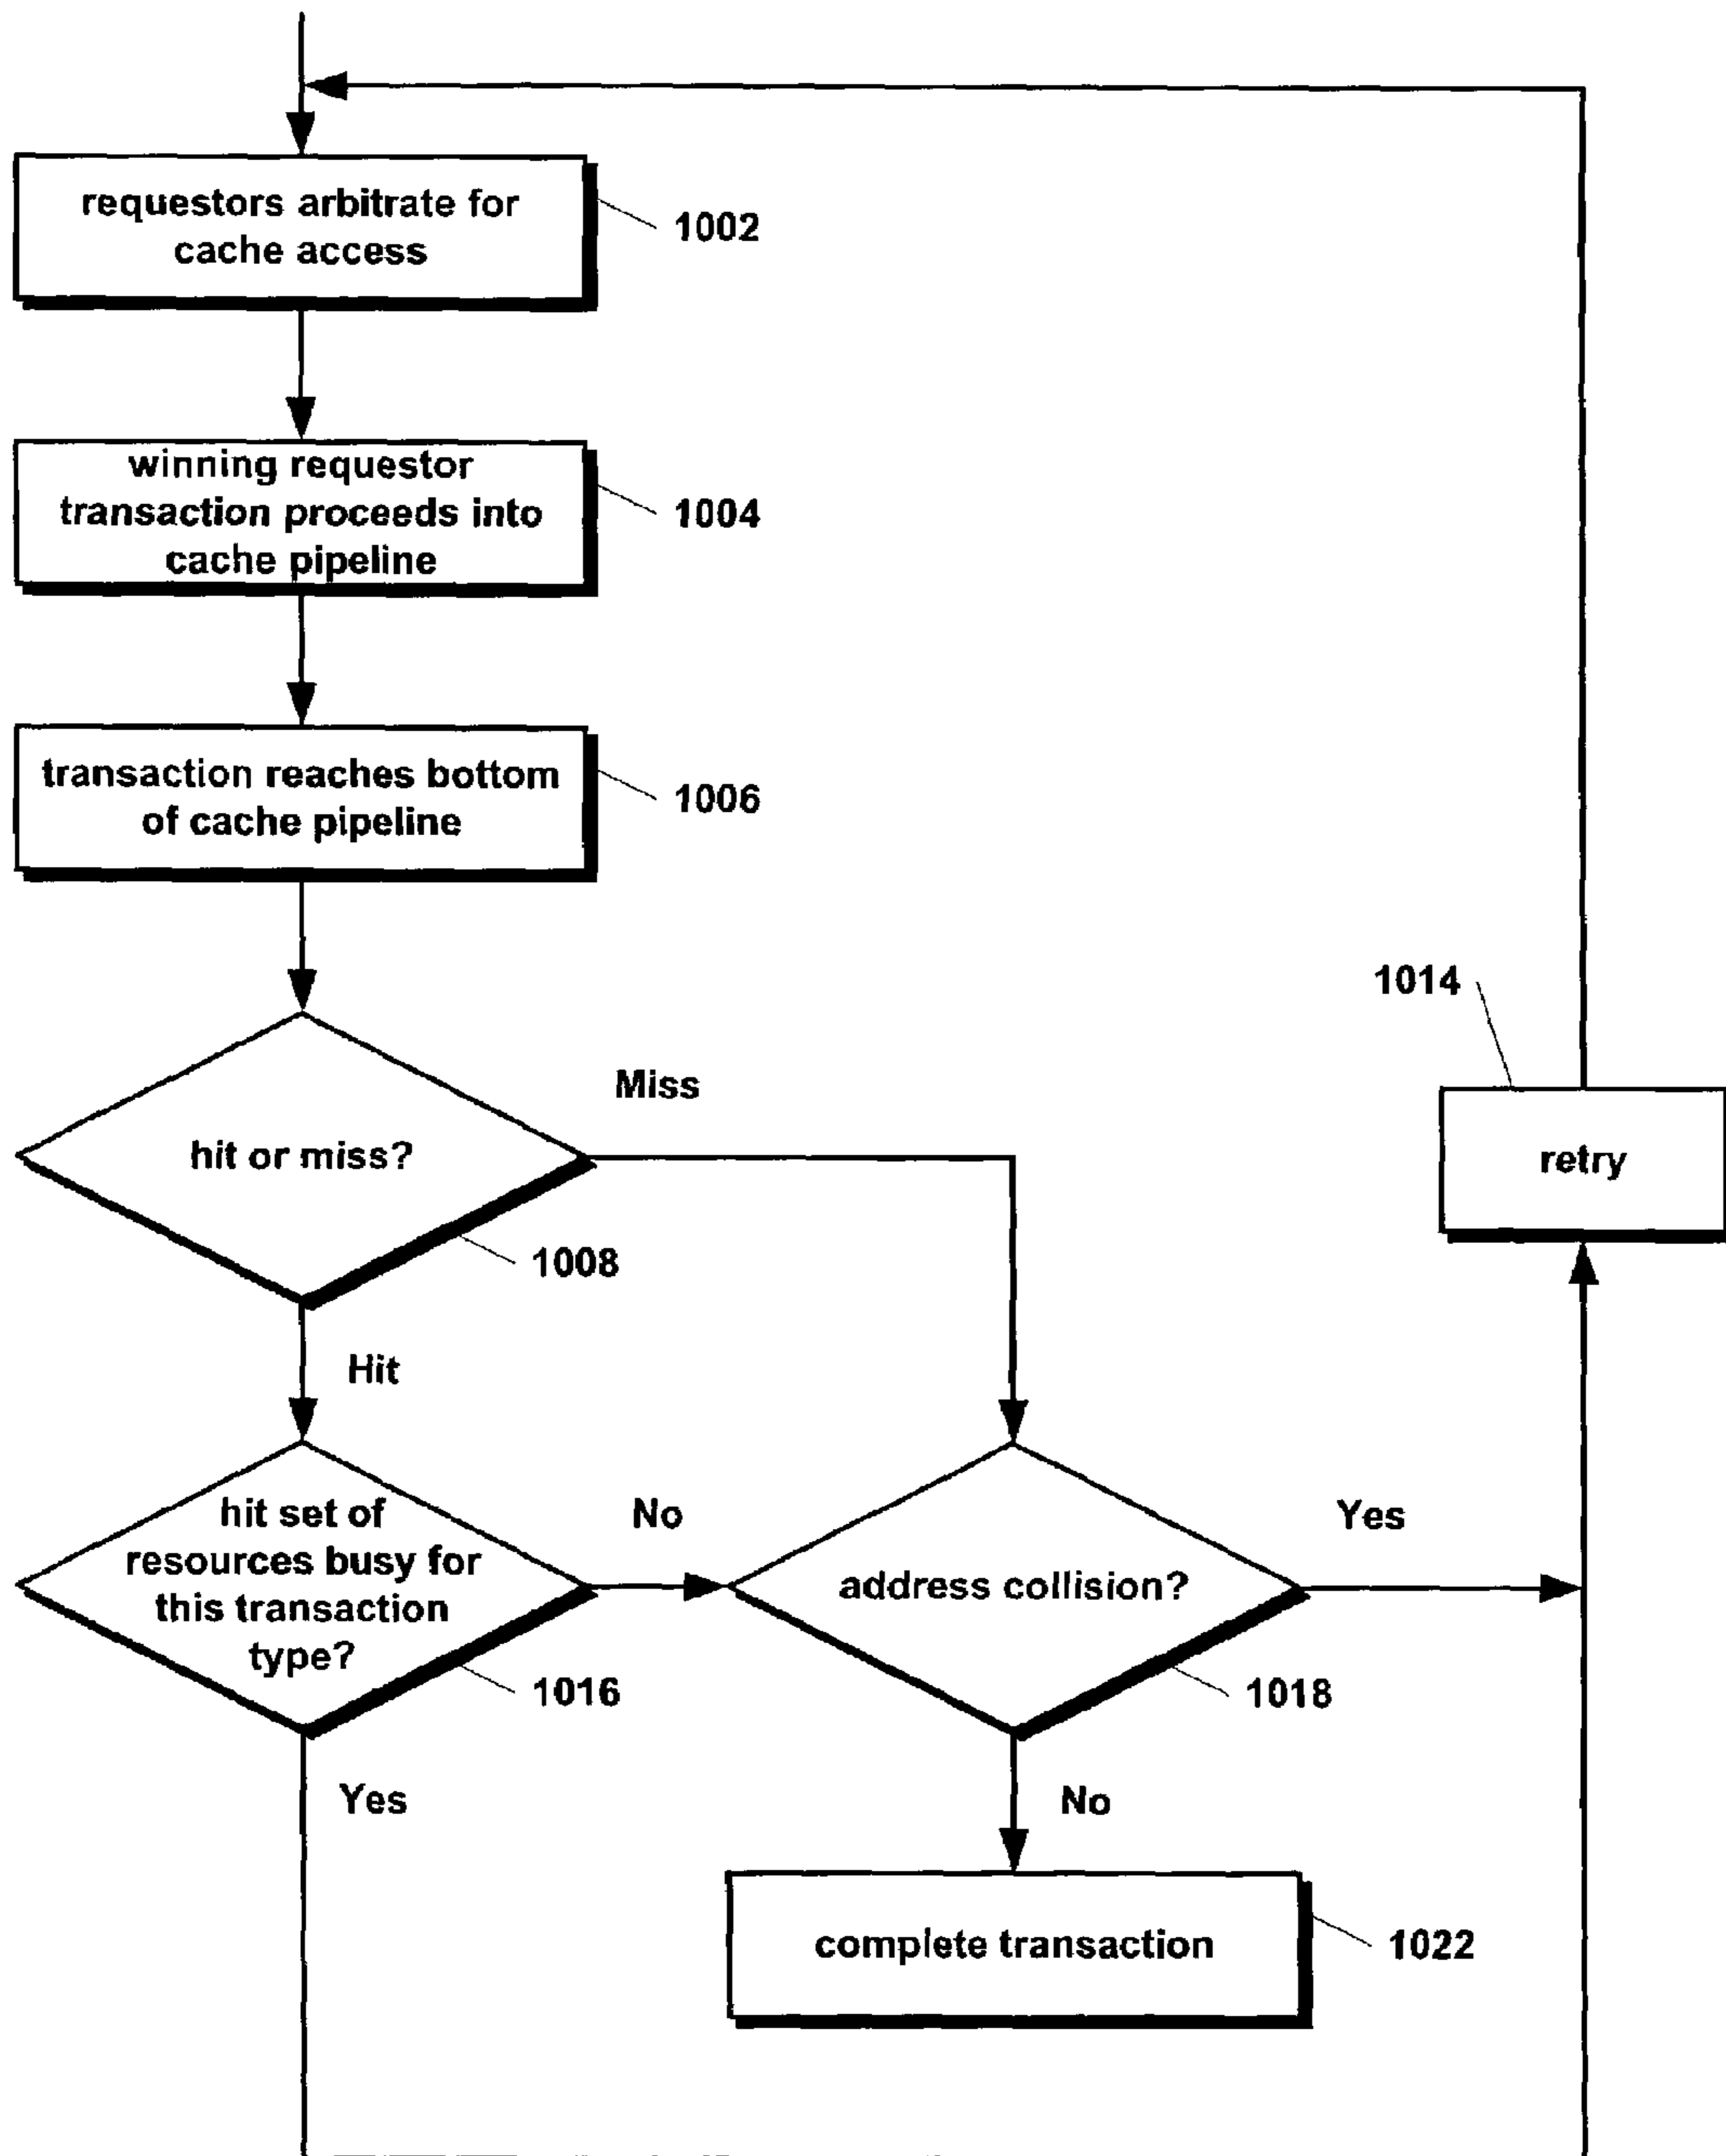 requestors arbitrate for
cache access
1002
winning requestor
transaction proceeds into
cache pipeline
1004
transaction reaches bottom
of cache pipeline
1006
1014
Miss
hit or miss?
retry
1008
Hit
hit set of
resources busy for
this transaction
type?
No
address collision?
Yes
1016
1018
Yes
No
complete transaction
1022